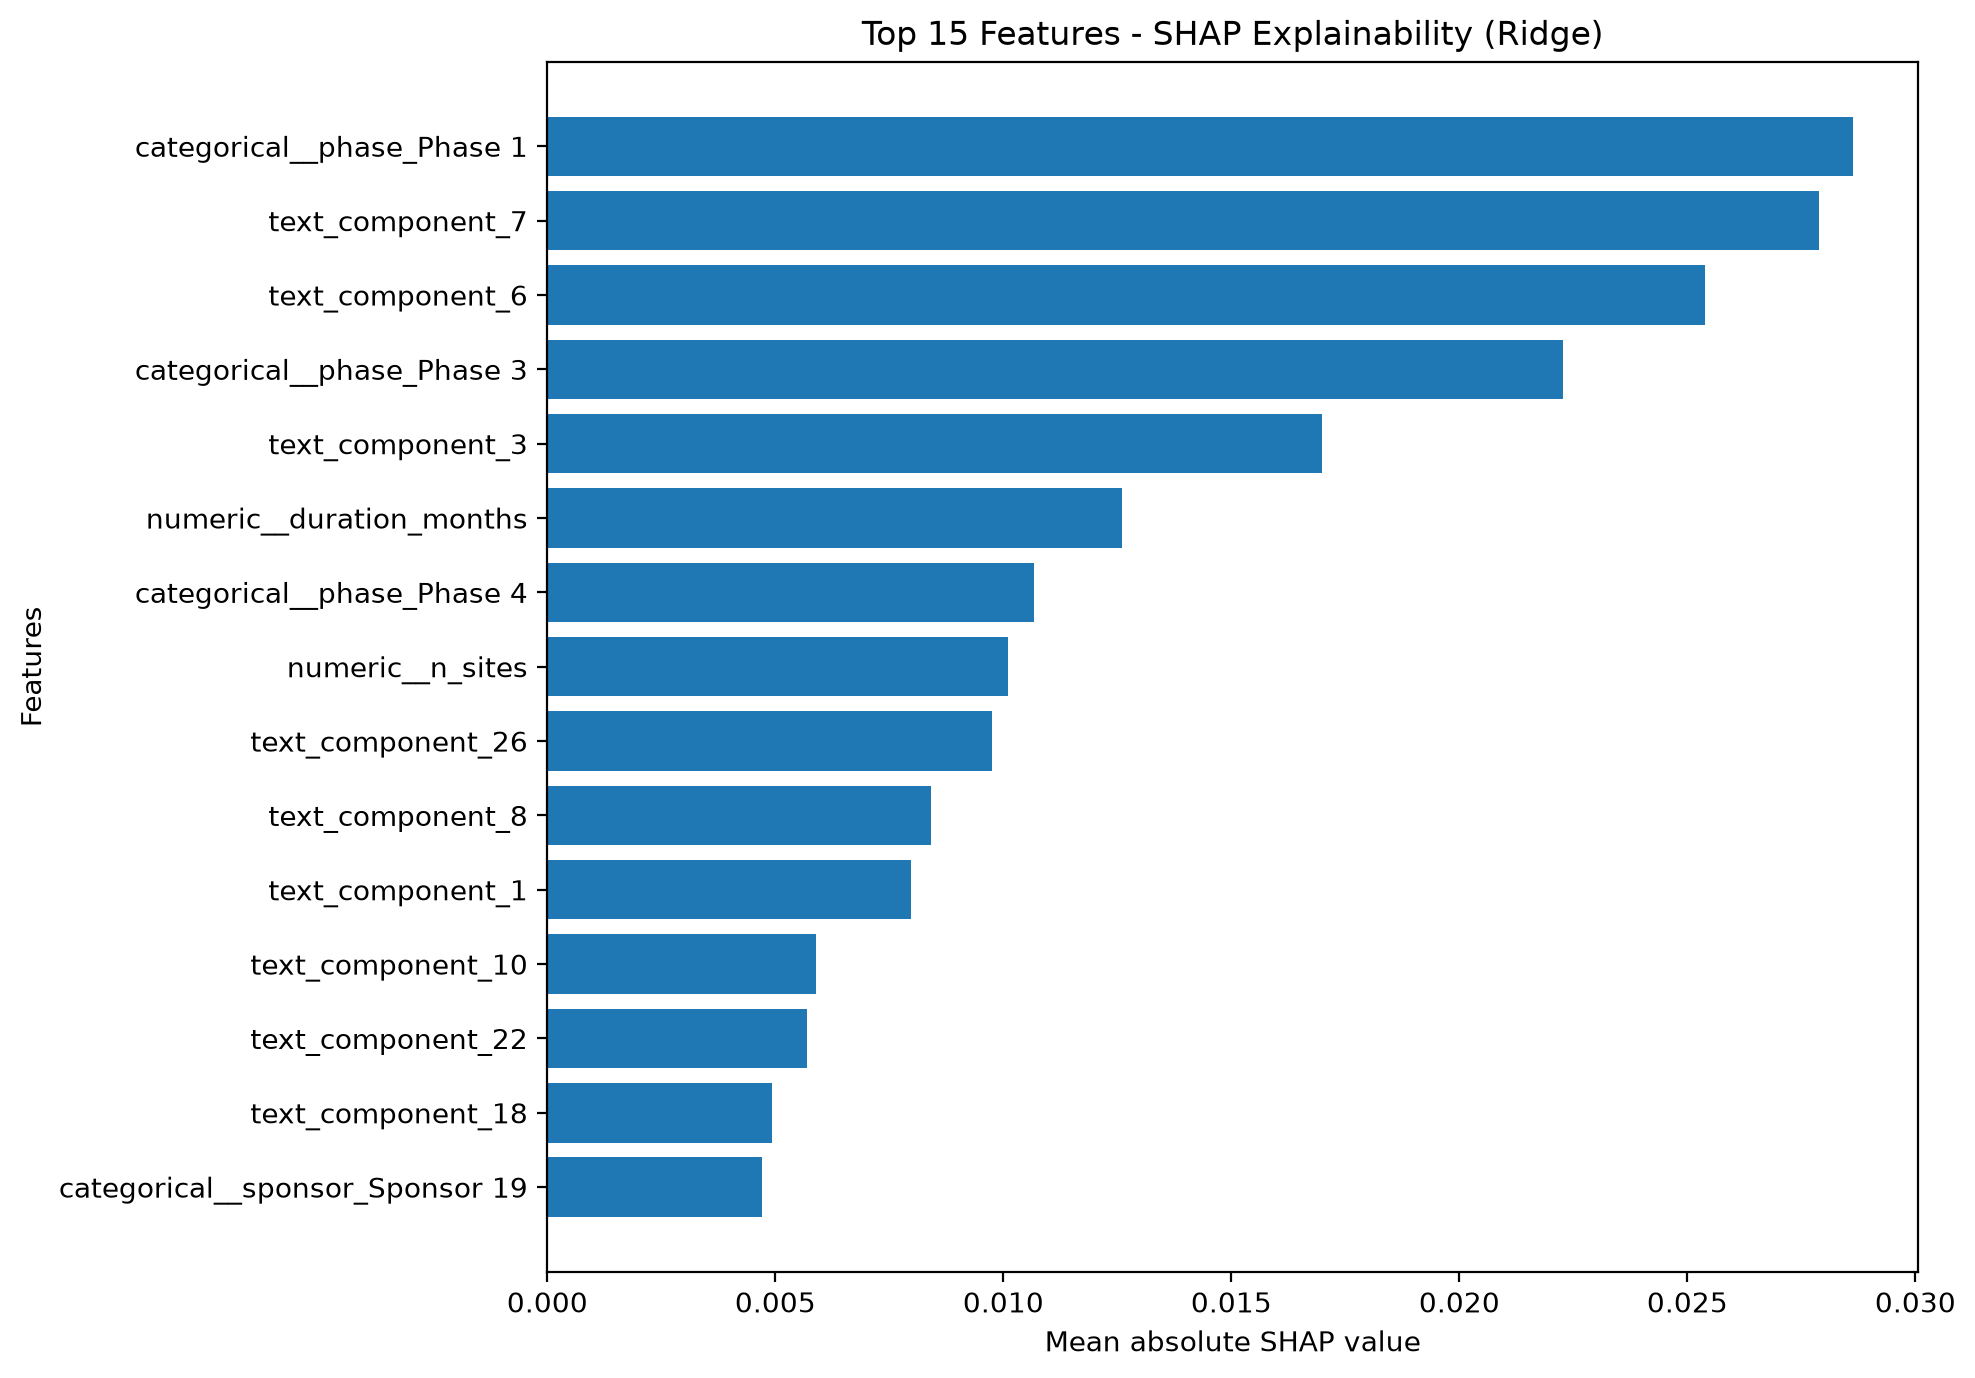 Top 15 Features - SHAP Explainability (Ridge)
categorical__phase_Phase 1
text_component_7
text_component_6
categorical__phase_Phase 3
text_component_3
numeric__duration_months
categorical__phase_Phase 4
numeric__n_sites
text_component_26
text_component_8
text_component_1
text_component_10
text_component_22
text_component_18
categorical__sponsor_Sponsor 19
Features
0.000 0.005 0.010 0.015 0.020 0.025 0.030
Mean absolute SHAP value